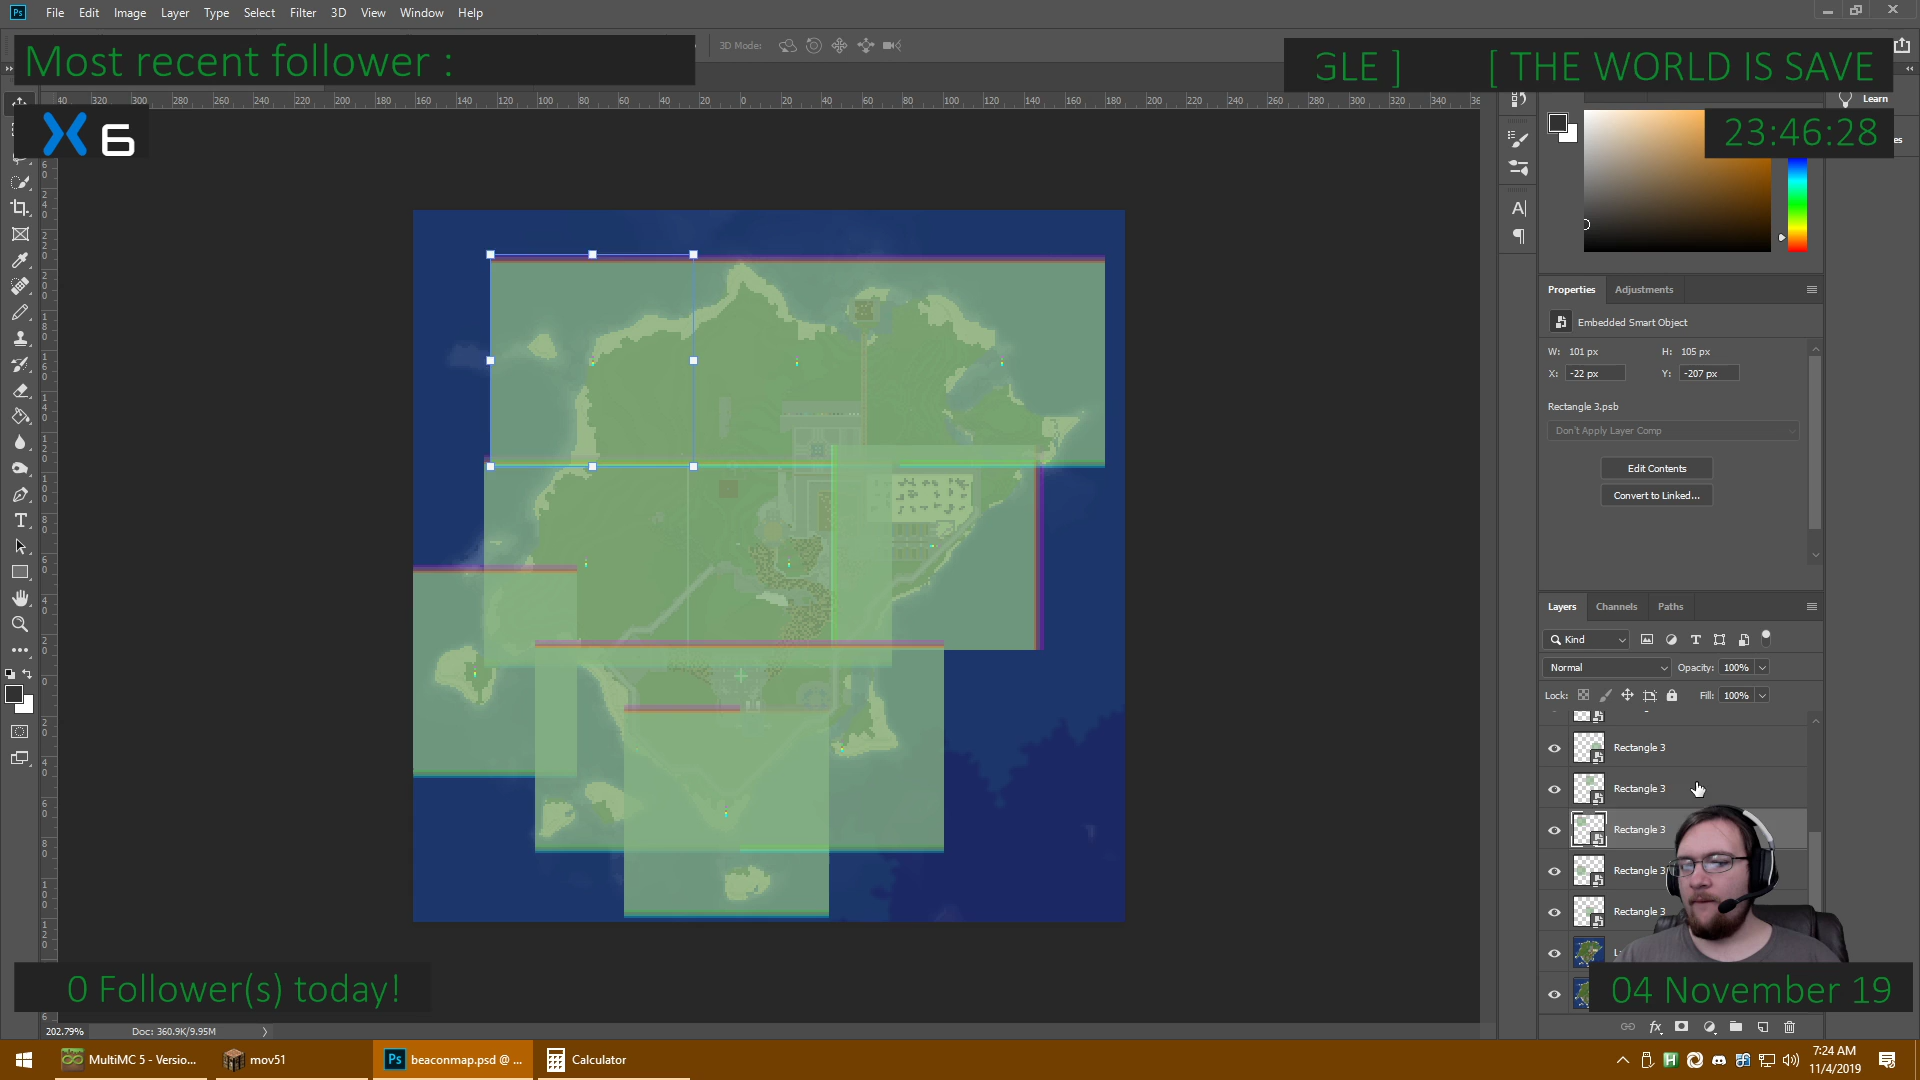 Ps File Edit Image Layer Type Select Filter 3D View Window Help
3D Mode:
Most recent follower :
GLE ] [ THE WORLD IS SAVE
23:46:28
6
Learn
Properties Adjustments
Embedded Smart Object
W: 101 px H: 105 px
X: -22 px Y: -207 px
Rectangle 3.psb
Don't Apply Layer Comp
Edit Contents
Convert to Linked...
Layers Channels Paths
Kind
Normal Opacity: 100%
Lock: Fill: 100%
Rectangle 3
Rectangle 3
Rectangle 3
Rectangle 3
Rectangle 3
0 Follower(s) today!
04 November 19
202.79% Doc: 360.9K/9.95M
MultiMC 5 - Versio... mov51 Ps beaconmap.psd @ ... Calculator
7:24 AM
11/4/2019